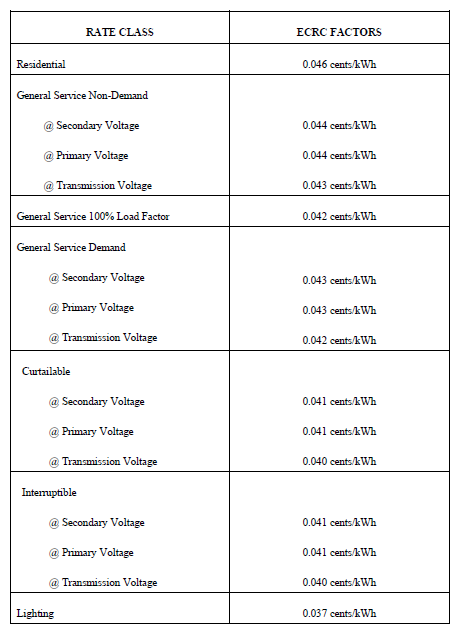 RATE CLASS ECRC FACTORS
Residential 0.046 cents/kWh
General Service Non-Demand
@ Secondary Voltage 0.044 cents/kWh
@ Primary Voltage 0.044 cents/kWh
@ Transmission Voltage 0.043 cents/kWh
General Service 100% Load Factor 0.042 cents/kWh
General Service Demand
@ Secondary Voltage 0.043 cents/kWh
@ Primary Voltage 0.043 cents/kWh
@ Transmission Voltage 0.042 cents/kWh
Curtailable
@ Secondary Voltage 0.041 cents/kWh
@ Primary Voltage 0.041 cents/kWh
@ Transmission Voltage 0.040 cents/kWh
Interruptible
@ Secondary Voltage 0.041 cents/kWh
@ Primary Voltage 0.041 cents/kWh
@ Transmission Voltage 0.040 cents/kWh
Lighting 0.037 cents/kWh